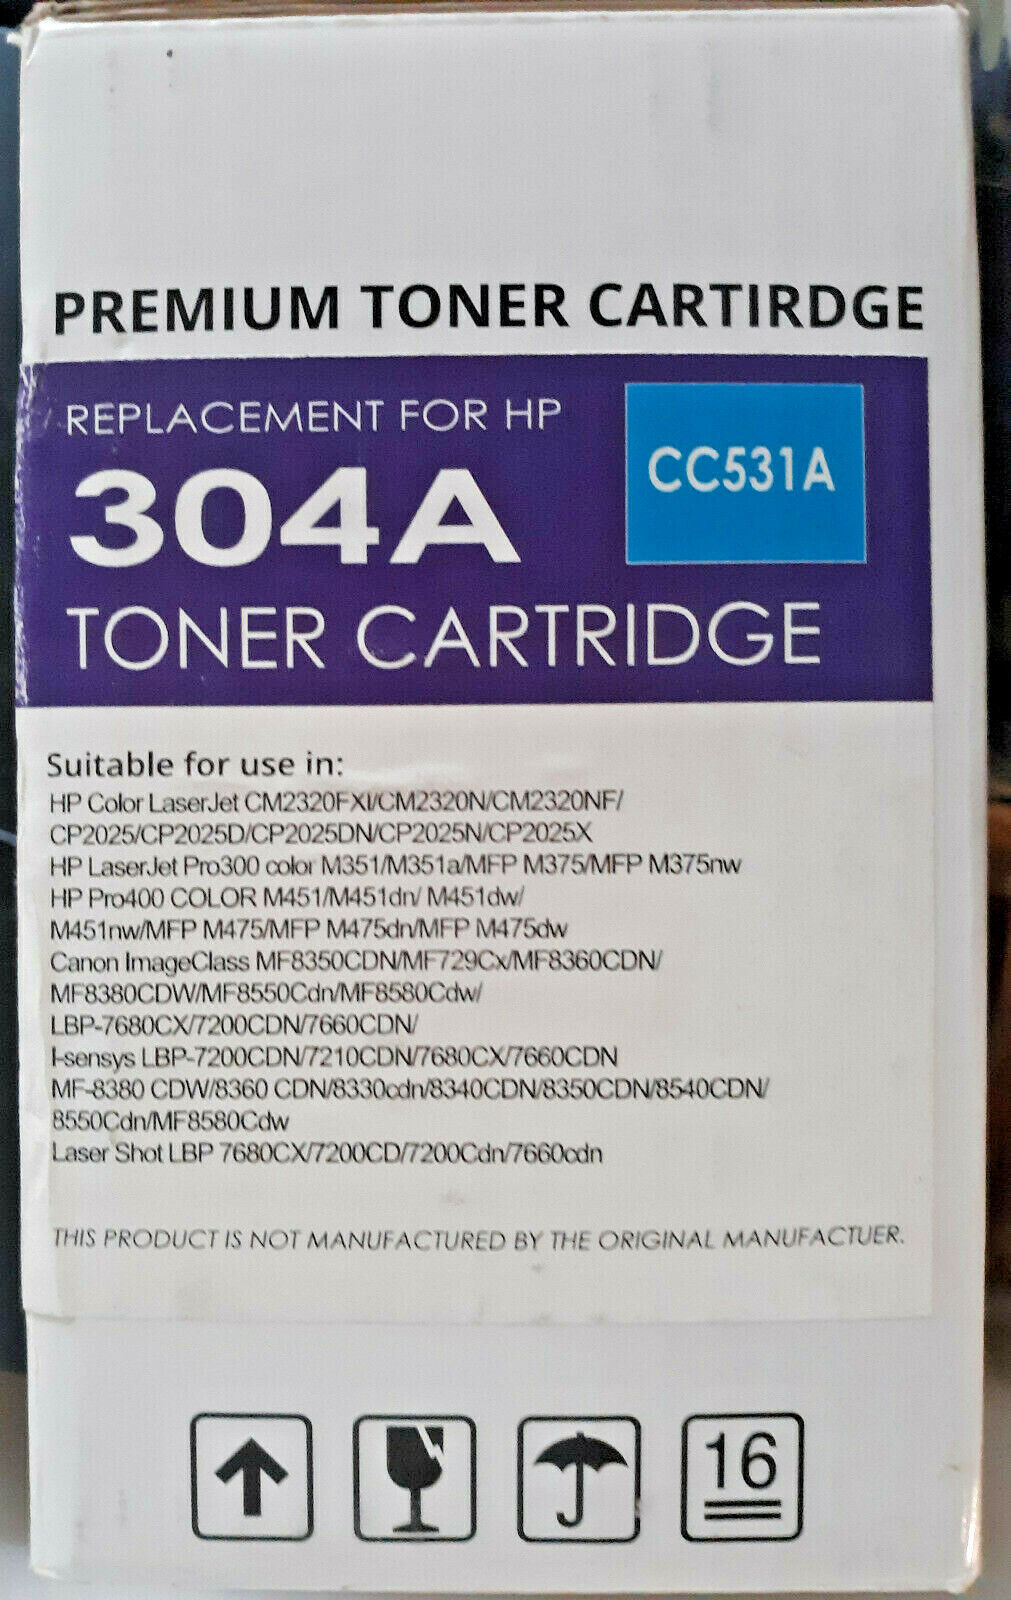 PREMIUM TONER CARTIRDGE
REPLACEMENT FOR HP
304A
CC531A
TONER CARTRIDGE
Suitable for use in:
HP Color LaserJet CM2320FXI/CM2320N/CM2320NF/
CP2025/CP2025D/CP2025DN/CP2025N/CP2025X
HP LaserJet Pro300 color M351/M351a/MFP M375/MFP M375nw
HP Pro400 COLOR M451/M451dn/ M451dw/
M451nw/MFP M475/MFP M475dn/MFP M475dw
Canon ImageClass MF8350CDN/MF729Cx/MF8360CDN/
MF8380CDW/MF8550Cdn/MF8580Cdw/
LBP-7680CX/7200CDN/7660CDN/
I-sensys LBP-7200CDN/7210CDN/7680CX/7660CDN
MF-8380 CDW/8360 CDN/8330cdn/8340CDN/8350CDN/8540CDN/
8550Cdn/MF8580Cdw
Laser Shot LBP 7680CX/7200CD/7200Cdn/7660cdn
THIS PRODUCT IS NOT MANUFACTURED BY THE ORIGINAL MANUFACTUER.
16